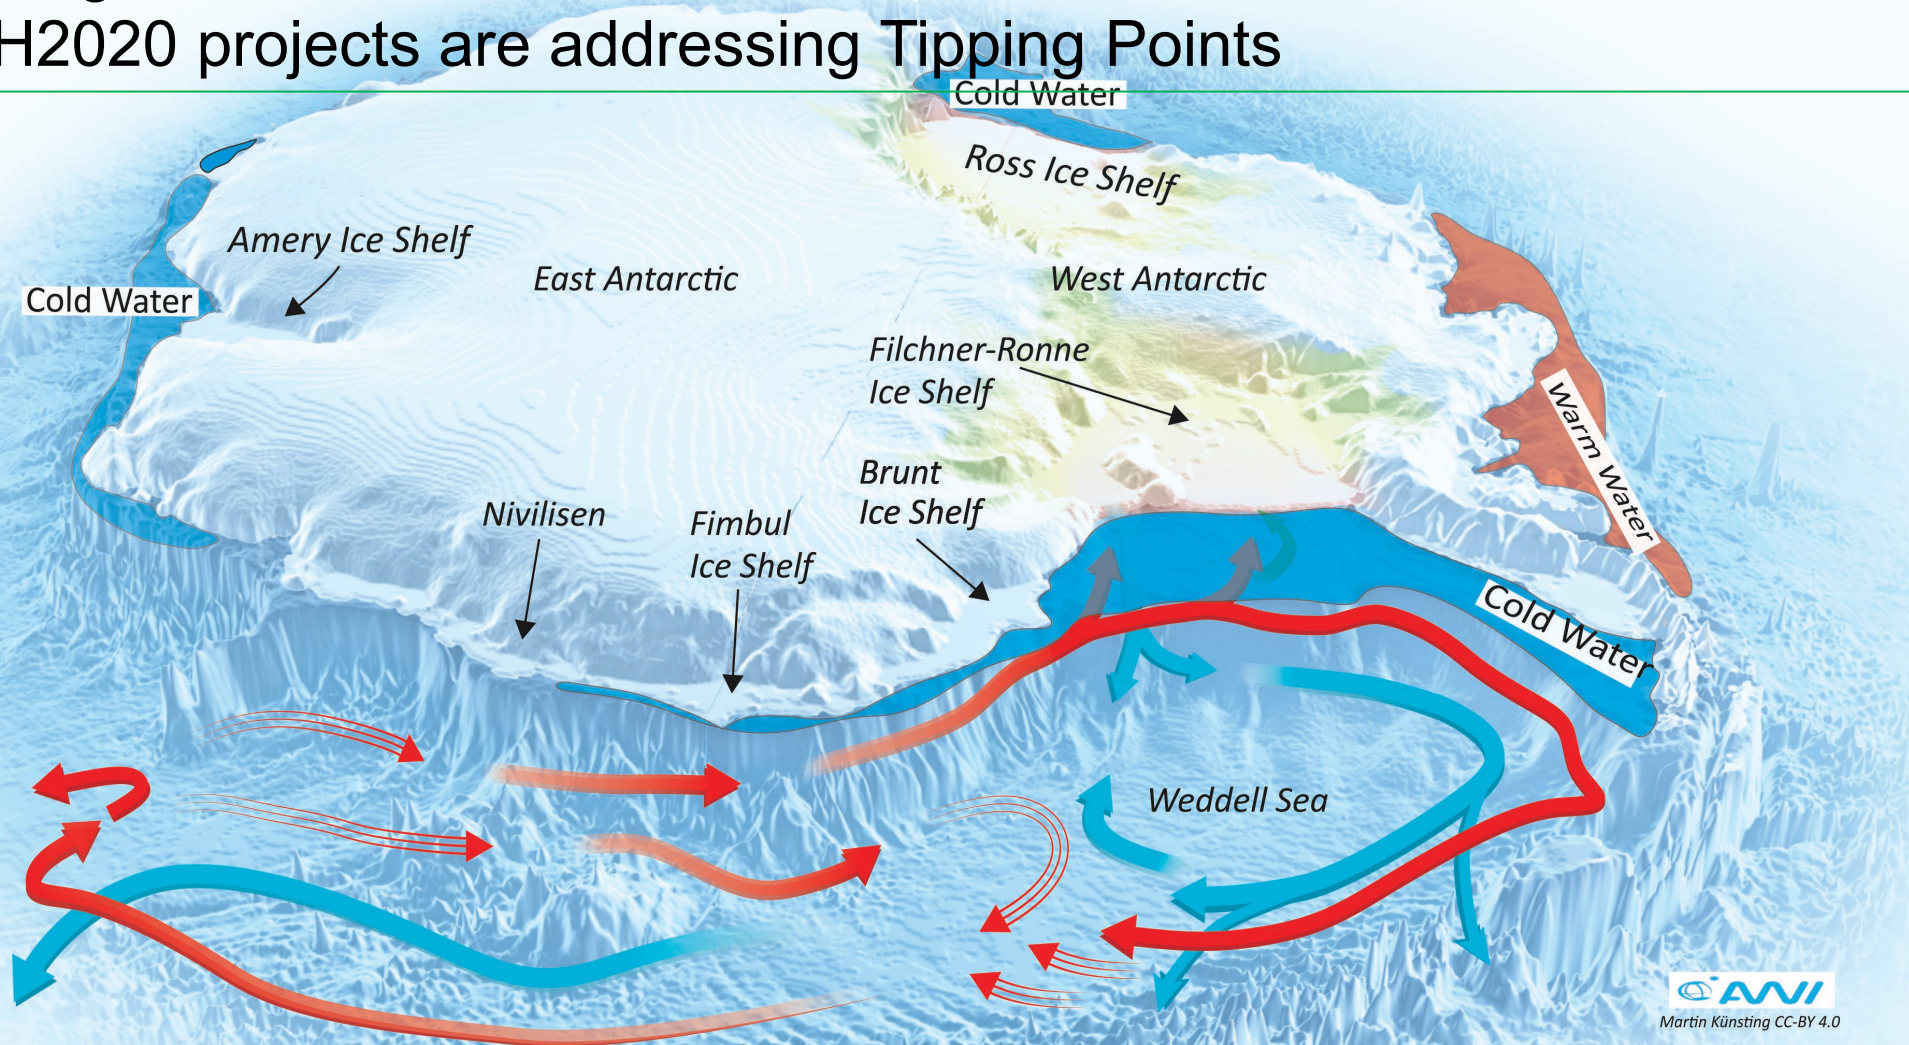 H2020 projects are addressing Tipping Points
Cold Water
Ross Ice Shelf
Amery Ice Shelf
East Antarctic
West Antarctic
Cold Water
Filchner-Ronne
Ice Shelf
Warm Water
Brunt
Ice Shelf
Nivilisen
Fimbul
Ice Shelf
Cold Water
Weddell Sea
AWI
Martin Künsting CC-BY 4.0